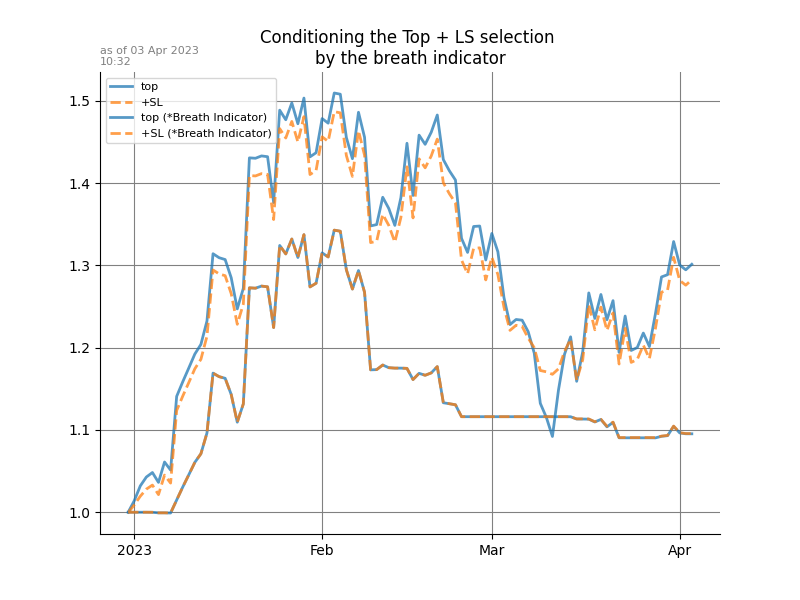 Conditioning the Top + LS selection
by the breath indicator
as of 03 Apr 2023
10:32
top
+SL
top (*Breath Indicator)
+SL (*Breath Indicator)
1.5
1.4
1.3
1.2
1.1
1.0
2023
Feb
Mar
Apr